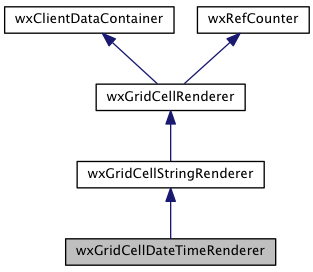 wxClientDataContainer
wxRefCounter
wxGridCellRenderer
wxGridCellStringRenderer
wxGridCellDateTimeRenderer